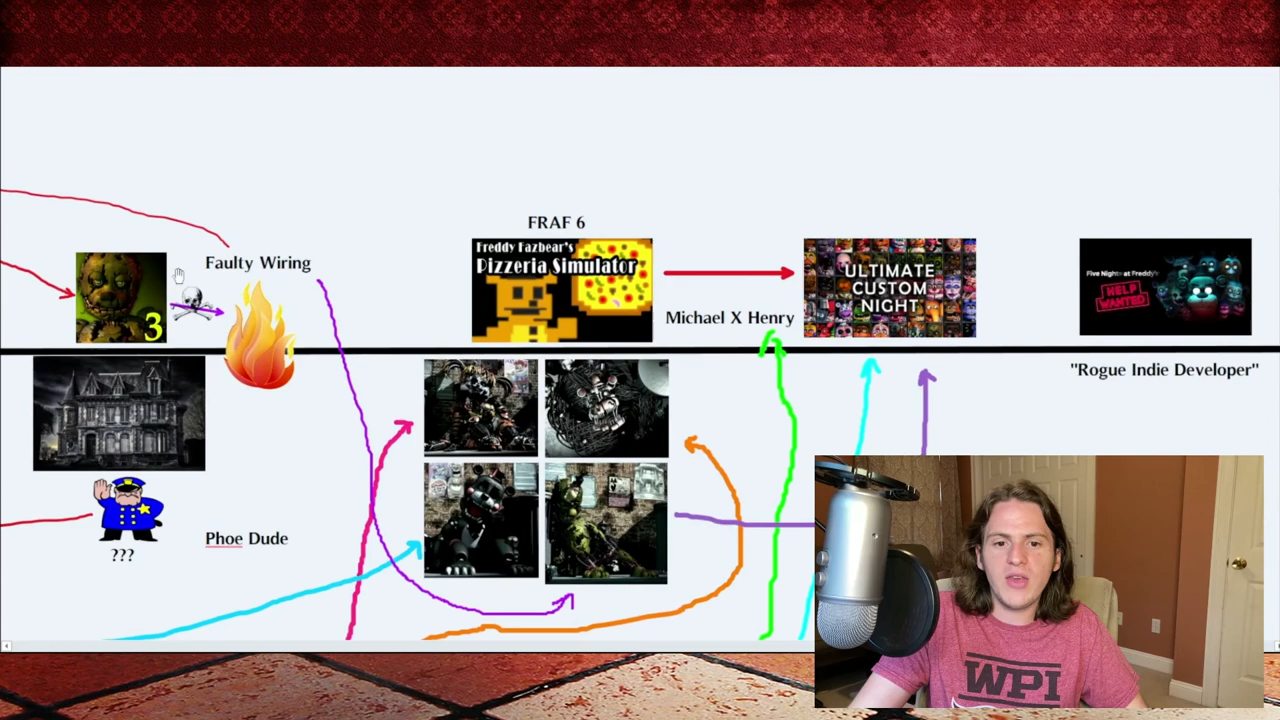 FRAF 6
Faulty Wiring
3
Freddy Fazbear's
Pizzeria Simulator
Michael X Henry
ULTIMATE
CUSTOM
NIGHT
Five Nights at Freddy's
HELP
WANTED
"Rogue Indie Developer"
Phoe Dude
???
WPI